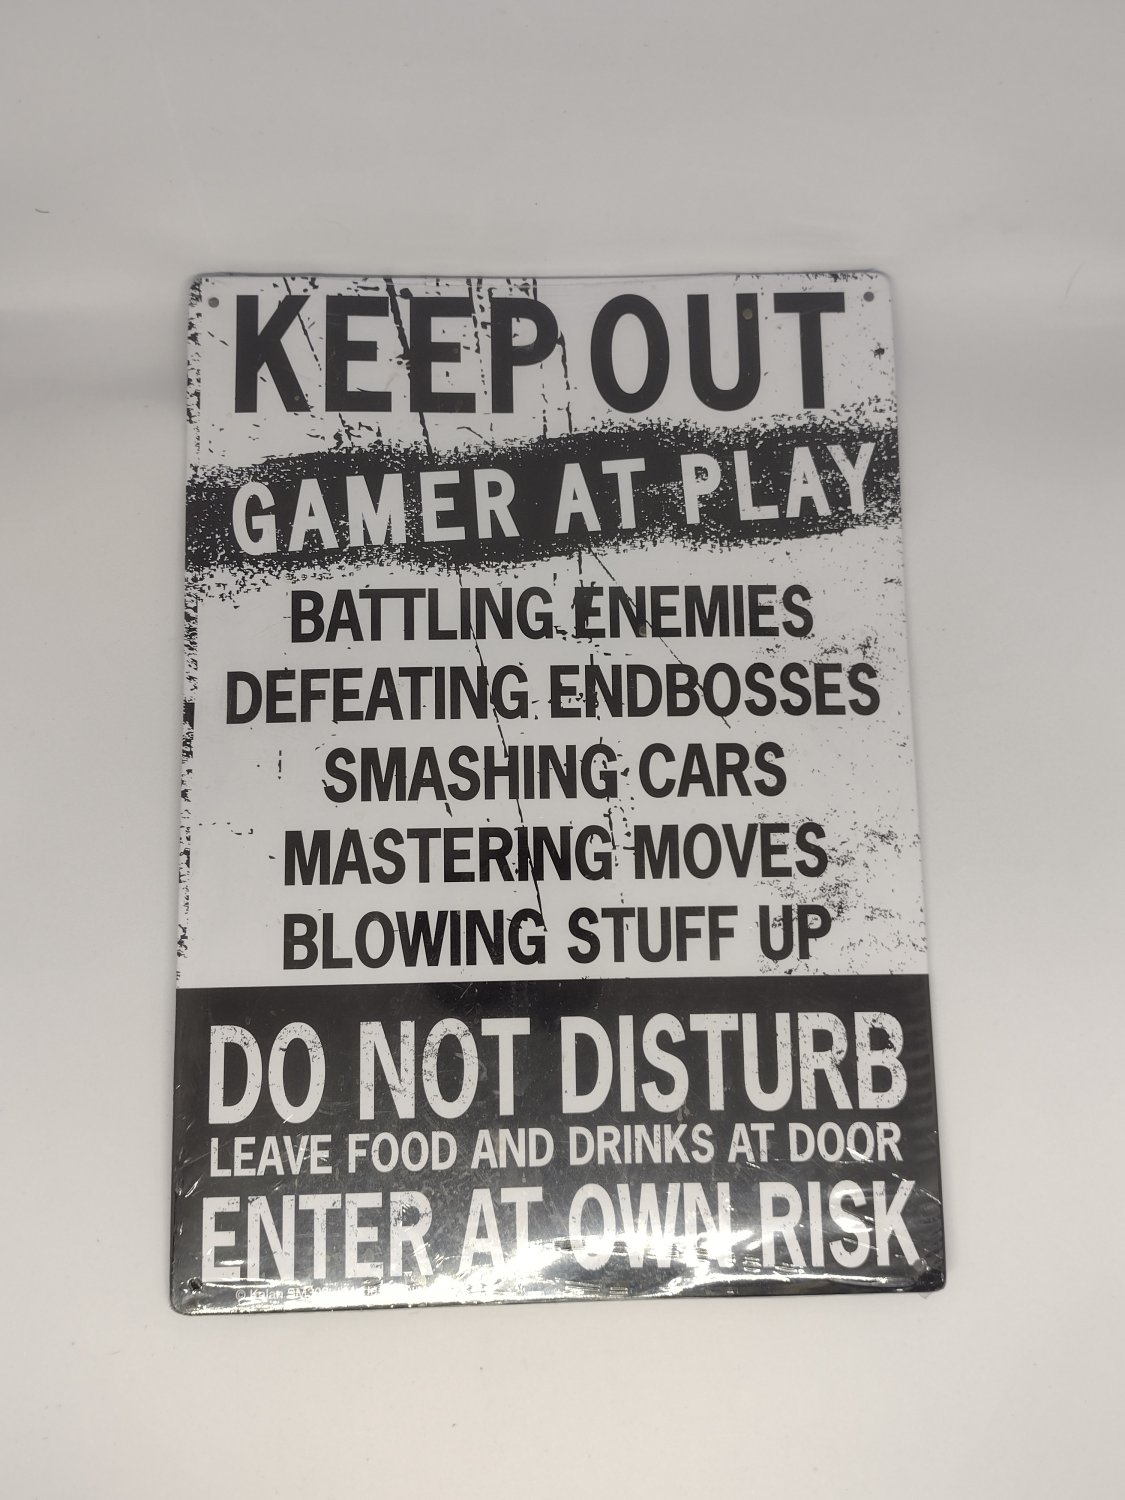 KEEP OUT
GAMER AT PLAY
BATTLING ENEMIES
DEFEATING ENDBOSSES
SMASHING CARS
MASTERING MOVES
BLOWING STUFF UP
DO NOT DISTURB
LEAVE FOOD AND DRINKS AT DOOR
ENTER AT OWN RISK
©